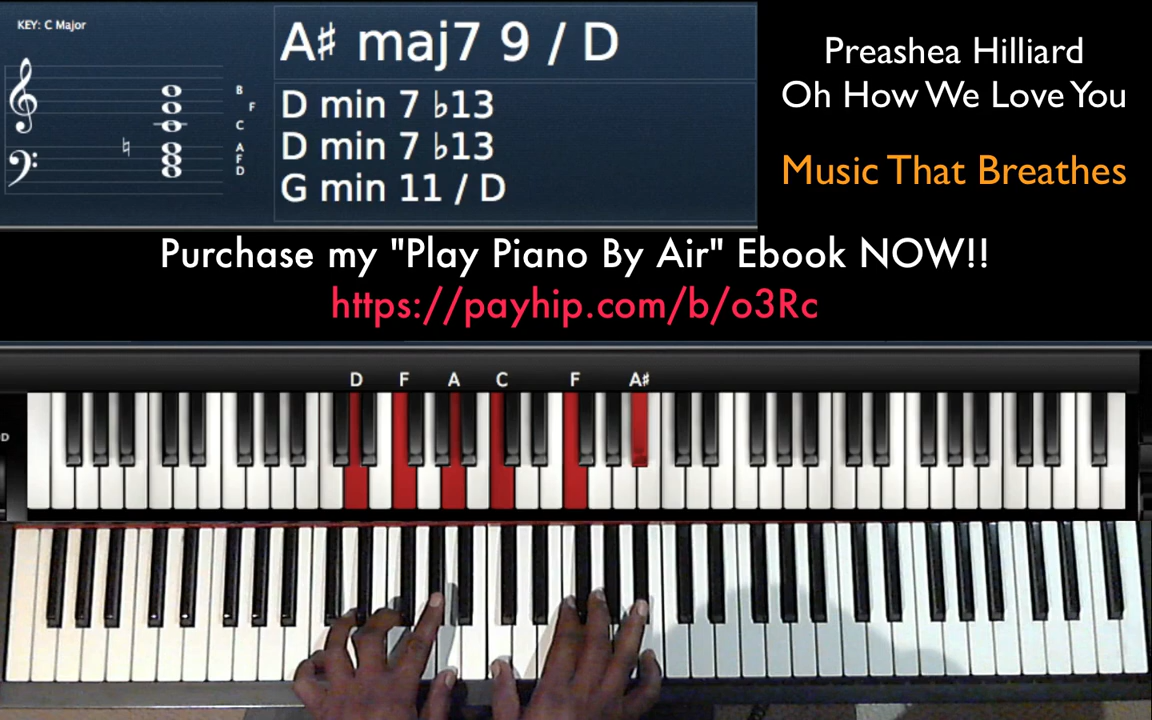 KEY: C Major
A♯ maj7 9 / D
D min 7 ♭13
D min 7 ♭13
G min 11 / D
B
F
C
A
F
D
Preashea Hilliard
Oh How We Love You
Music That Breathes
Purchase my "Play Piano By Air" Ebook NOW!!
https://payhip.com/b/o3Rc
D F A C F A♯
D